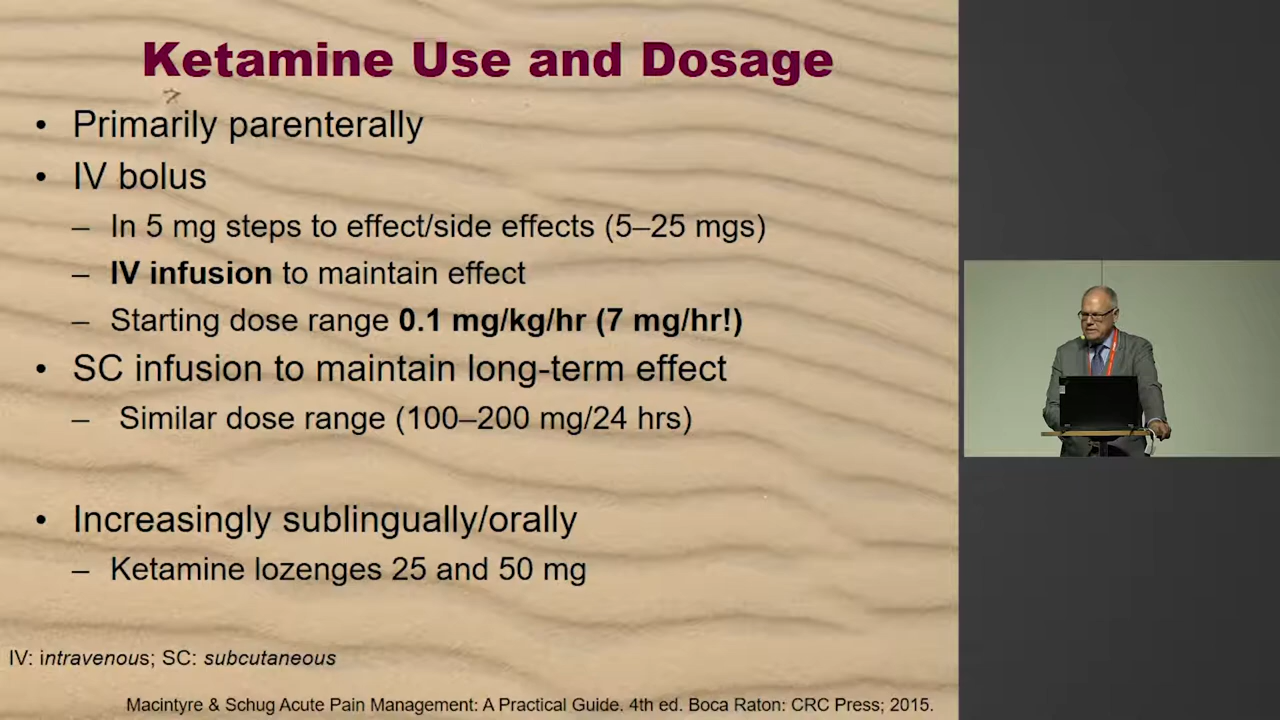 Ketamine Use and Dosage
• Primarily parenterally
• IV bolus
– In 5 mg steps to effect/side effects (5–25 mgs)
– IV infusion to maintain effect
– Starting dose range 0.1 mg/kg/hr (7 mg/hr!)
• SC infusion to maintain long-term effect
– Similar dose range (100–200 mg/24 hrs)
• Increasingly sublingually/orally
– Ketamine lozenges 25 and 50 mg
IV: intravenous; SC: subcutaneous
Macintyre & Schug Acute Pain Management: A Practical Guide. 4th ed. Boca Raton: CRC Press; 2015.